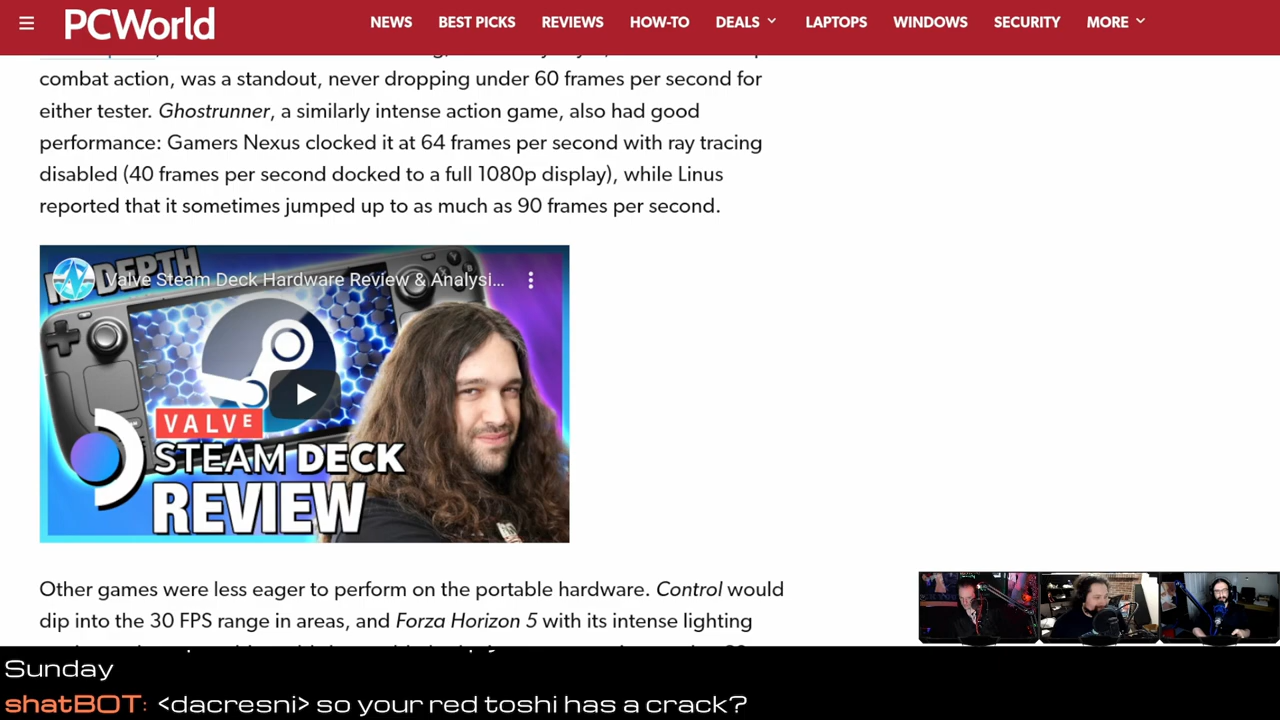 PCWorld
NEWS BEST PICKS REVIEWS HOW-TO DEALS LAPTOPS WINDOWS SECURITY MORE
combat action, was a standout, never dropping under 60 frames per second for
either tester. Ghostrunner, a similarly intense action game, also had good
performance: Gamers Nexus clocked it at 64 frames per second with ray tracing
disabled (40 frames per second docked to a full 1080p display), while Linus
reported that it sometimes jumped up to as much as 90 frames per second.
DEPTH
Valve Steam Deck Hardware Review & Analysi...
VALVE
STEAM DECK
REVIEW
Other games were less eager to perform on the portable hardware. Control would
dip into the 30 FPS range in areas, and Forza Horizon 5 with its intense lighting
Sunday
shatBOT: <dacresni> so your red toshi has a crack?